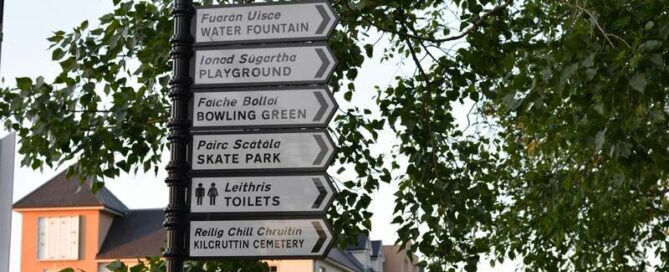 Fuarán Uisce
WATER FOUNTAIN
Ionad Súgartha
PLAYGROUND
Faiche Bollaí
BOWLING GREEN
Páirc Scátála
SKATE PARK
Leithris
TOILETS
Reilig Chill Chruitín
KILCRUTTIN CEMETERY